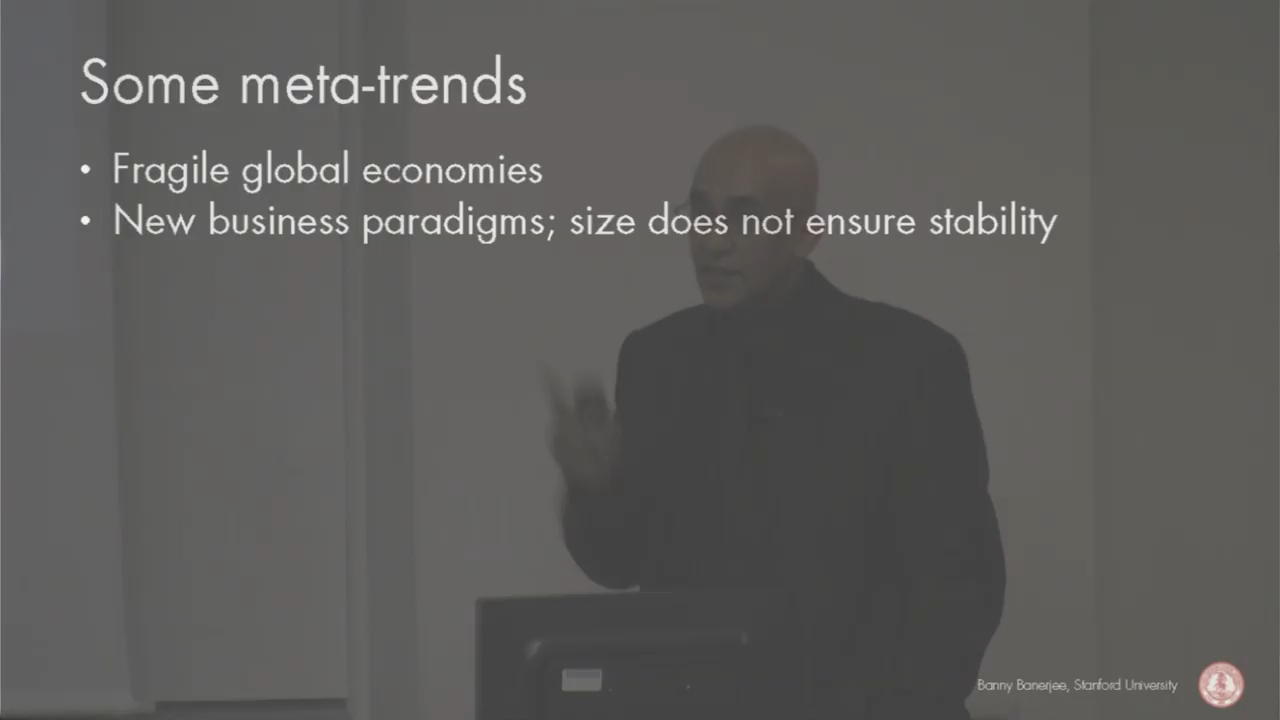 Some meta-trends
• Fragile global economies
• New business paradigms; size does not ensure stability
Banny Banerjee, Stanford University